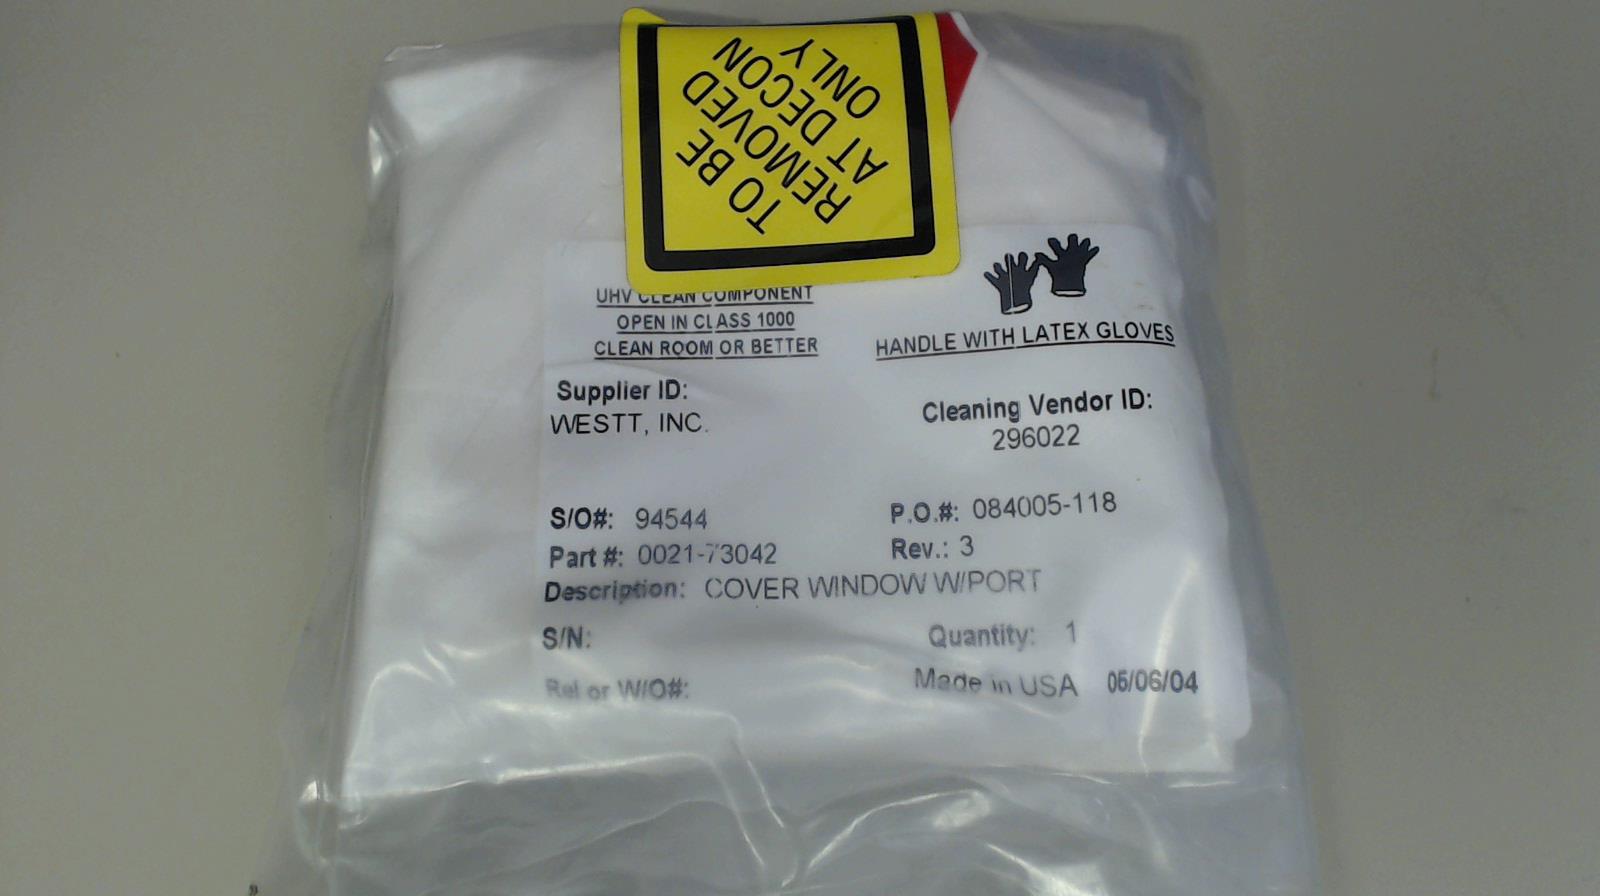 TO BE
REMOVED
AT DECON
ONLY
UHV CLEAN COMPONENT
OPEN IN CLASS 1000
CLEAN ROOM OR BETTER
HANDLE WITH LATEX GLOVES
Supplier ID:
WESTT, INC.
Cleaning Vendor ID:
296022
S/O#: 94544
P.O.#: 084005-118
Part #: 0021-73042
Rev.: 3
Description: COVER WINDOW W/PORT
S/N:
Quantity: 1
Rel or W/O#:
Made in USA 05/06/04